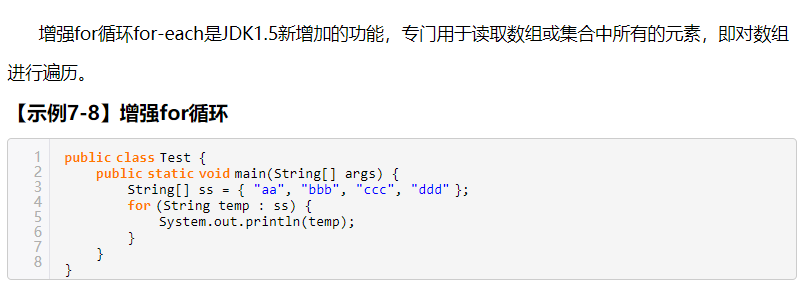 增强for循环for-each是JDK1.5新增加的功能，专门用于读取数组或集合中所有的元素，即对数组
进行遍历。
【示例7-8】增强for循环
1 public class Test {
2     public static void main(String[] args) {
3         String[] ss = { "aa", "bbb", "ccc", "ddd" };
4         for (String temp : ss) {
5             System.out.println(temp);
6         }
7     }
8 }